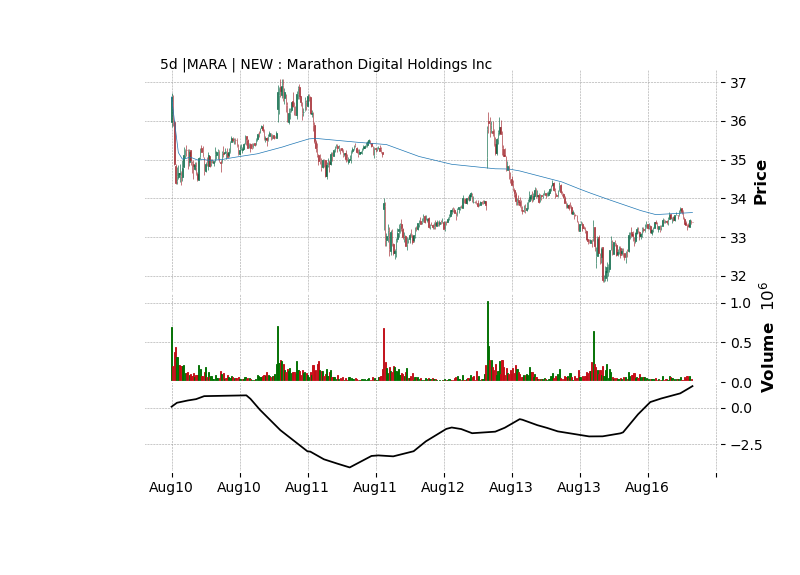 5d |MARA | NEW : Marathon Digital Holdings Inc
37
36
35
34
33
32
Price
1.0
0.5
0.0
Volume 10^6
0.0
−2.5
Aug10 Aug10 Aug11 Aug11 Aug12 Aug13 Aug13 Aug16